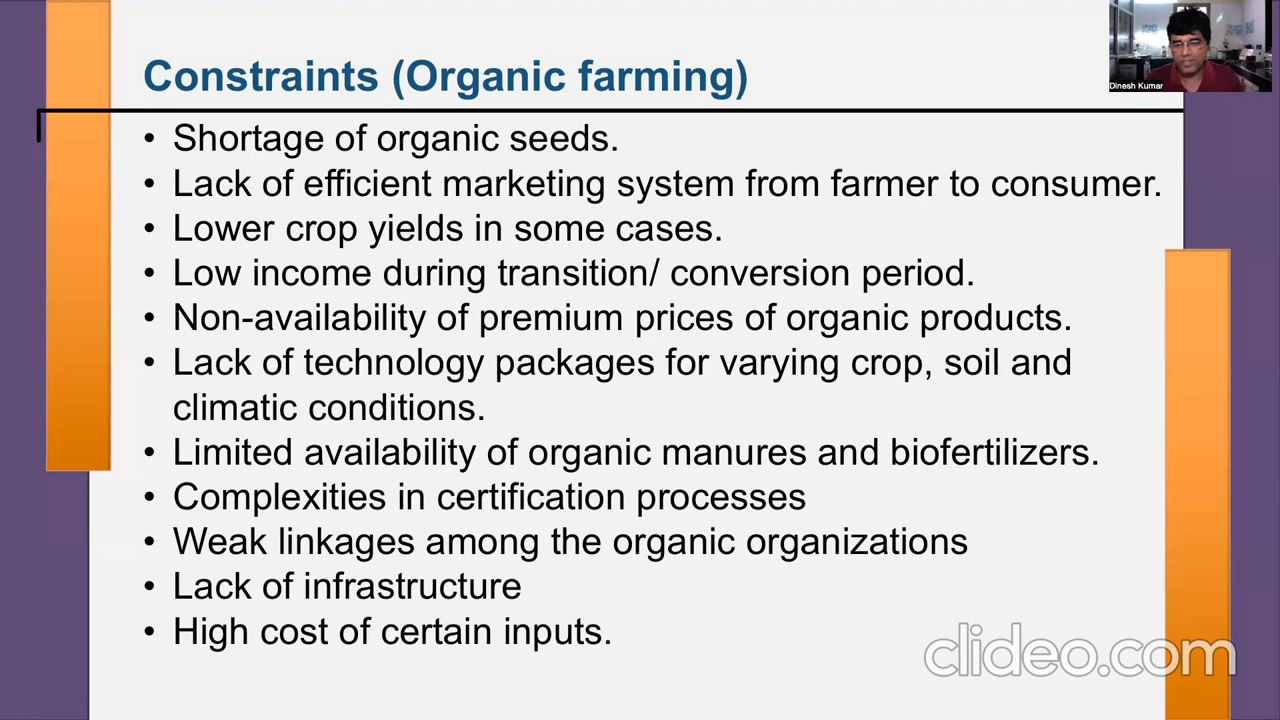 Constraints (Organic farming)
Dinesh Kumar
• Shortage of organic seeds.
• Lack of efficient marketing system from farmer to consumer.
• Lower crop yields in some cases.
• Low income during transition/ conversion period.
• Non-availability of premium prices of organic products.
• Lack of technology packages for varying crop, soil and
climatic conditions.
• Limited availability of organic manures and biofertilizers.
• Complexities in certification processes
• Weak linkages among the organic organizations
• Lack of infrastructure
• High cost of certain inputs.
clideo.com